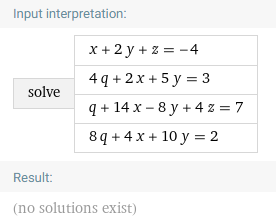 Input interpretation:
x + 2 y + z = −4
4 q + 2 x + 5 y = 3
solve
q + 14 x − 8 y + 4 z = 7
8 q + 4 x + 10 y = 2
Result:
(no solutions exist)